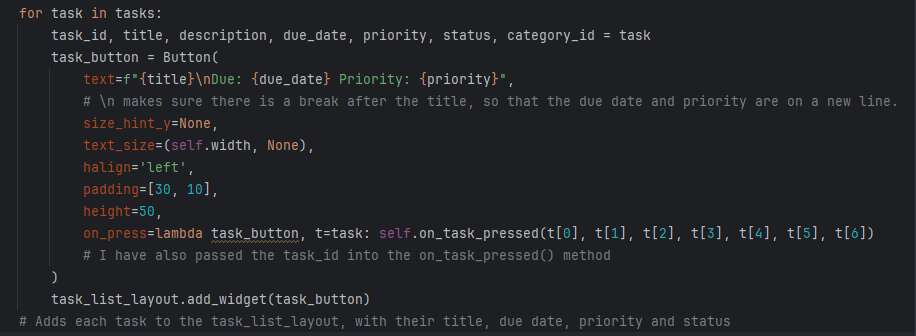 for task in tasks:
    task_id, title, description, due_date, priority, status, category_id = task
    task_button = Button(
        text=f"{title}\nDue: {due_date} Priority: {priority}",
        # \n makes sure there is a break after the title, so that the due date and priority are on a new line.
        size_hint_y=None,
        text_size=(self.width, None),
        halign='left',
        padding=[30, 10],
        height=50,
        on_press=lambda task_button, t=task: self.on_task_pressed(t[0], t[1], t[2], t[3], t[4], t[5], t[6])
        # I have also passed the task_id into the on_task_pressed() method
    )
    task_list_layout.add_widget(task_button)
# Adds each task to the task_list_layout, with their title, due date, priority and status